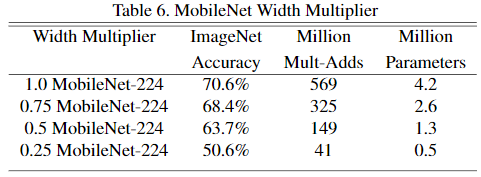 Table 6. MobileNet Width Multiplier
Width Multiplier ImageNet Million Million
Accuracy Mult-Adds Parameters
1.0 MobileNet-224 70.6% 569 4.2
0.75 MobileNet-224 68.4% 325 2.6
0.5 MobileNet-224 63.7% 149 1.3
0.25 MobileNet-224 50.6% 41 0.5